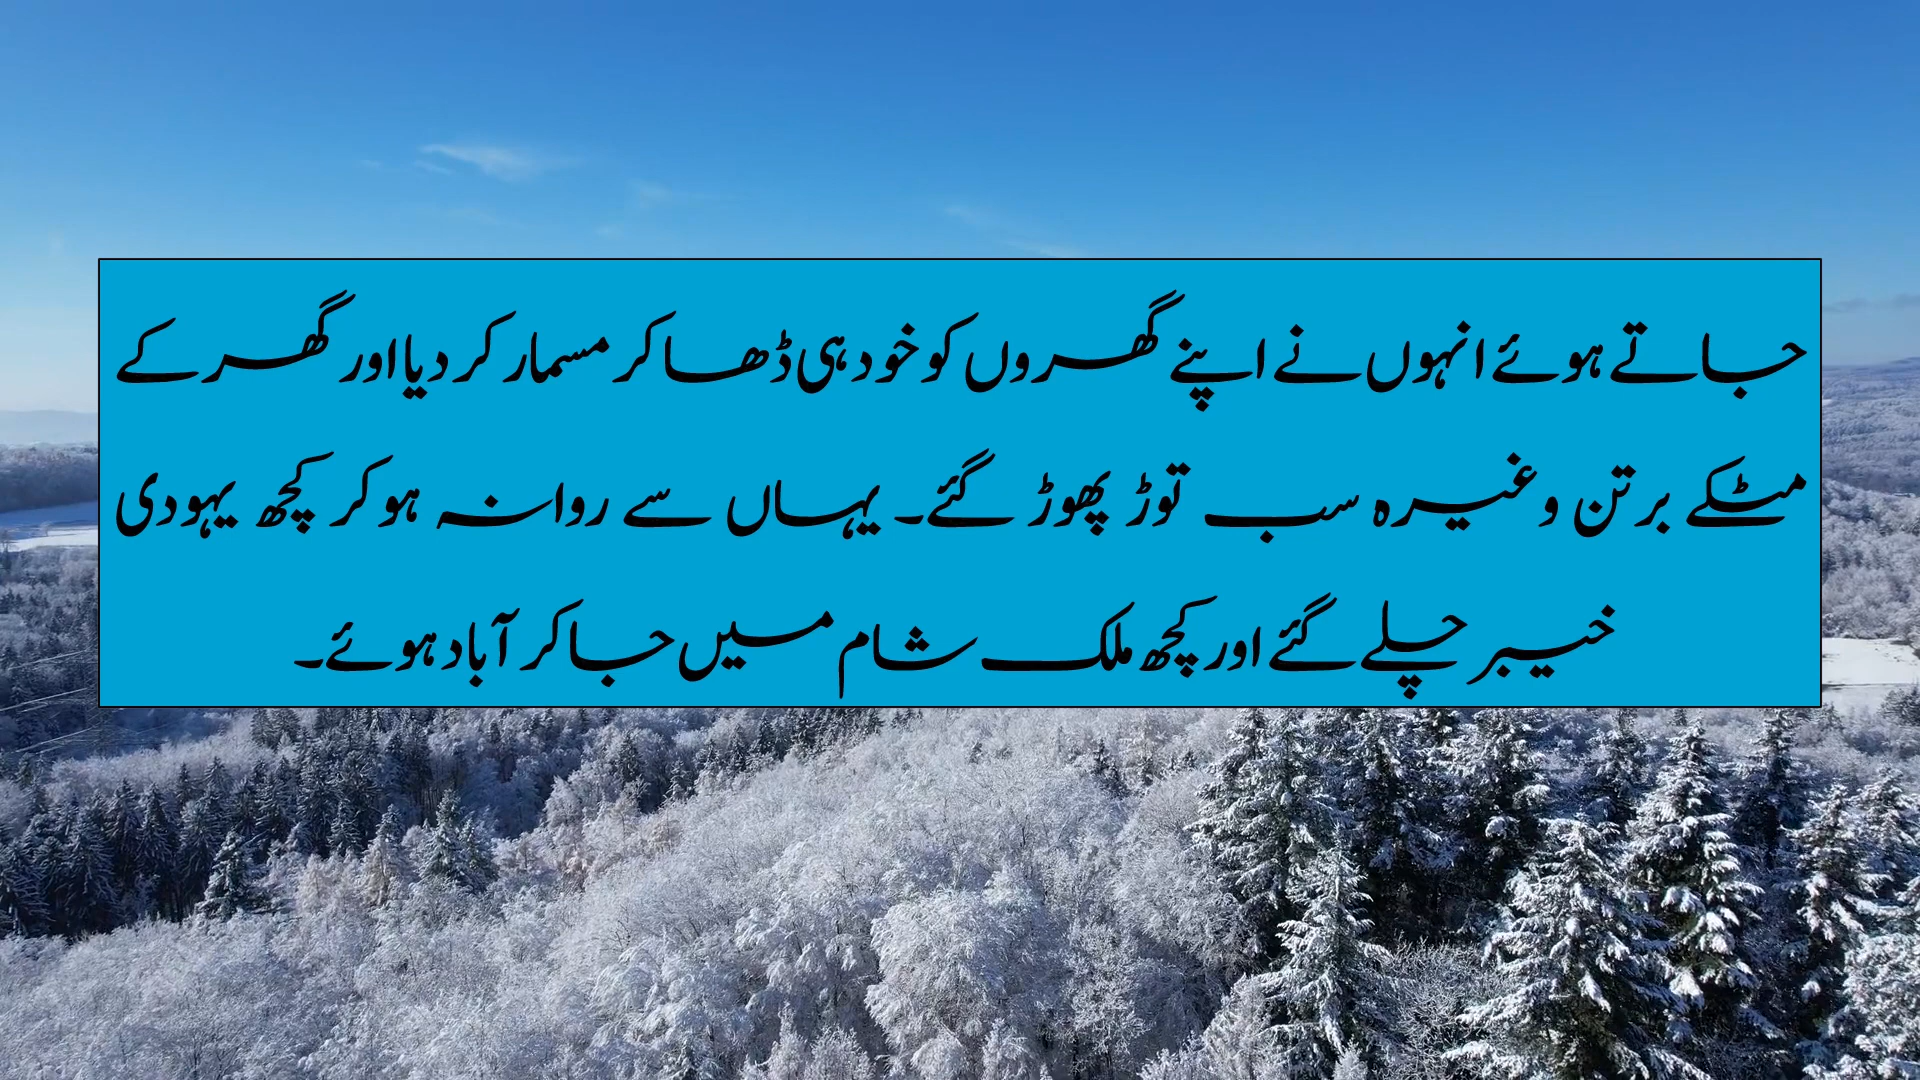 جاتے ہوئے انہوں نے اپنے گھروں کو خود ہی ڈھا کر مسمار کر دیا اور گھر کے
مٹکے برتن وغیرہ سب توڑ پھوڑ گئے۔ یہاں سے روانہ ہو کر کچھ یہودی
خیبر چلے گئے اور کچھ ملک شام میں جا کر آباد ہوئے۔